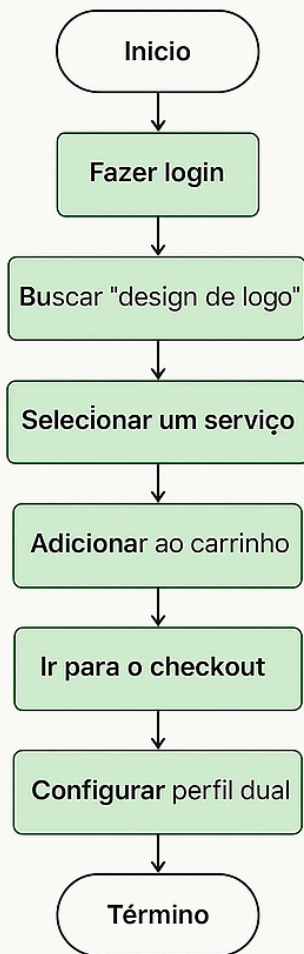 Inicio
Fazer login
Buscar "design de logo"
Selecionar um serviço
Adicionar ao carrinho
Ir para o checkout
Configurar perfil dual
Término